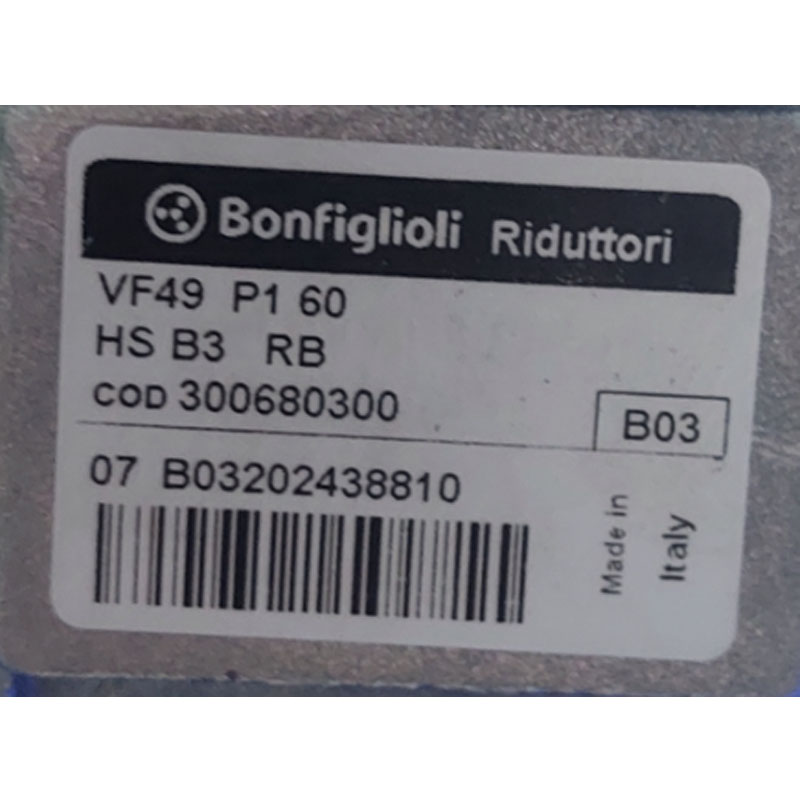 Bonfiglioli Riduttori
VF49 P1 60
HS B3 RB
COD 300680300
B03
07 B03202438810
Made in
Italy